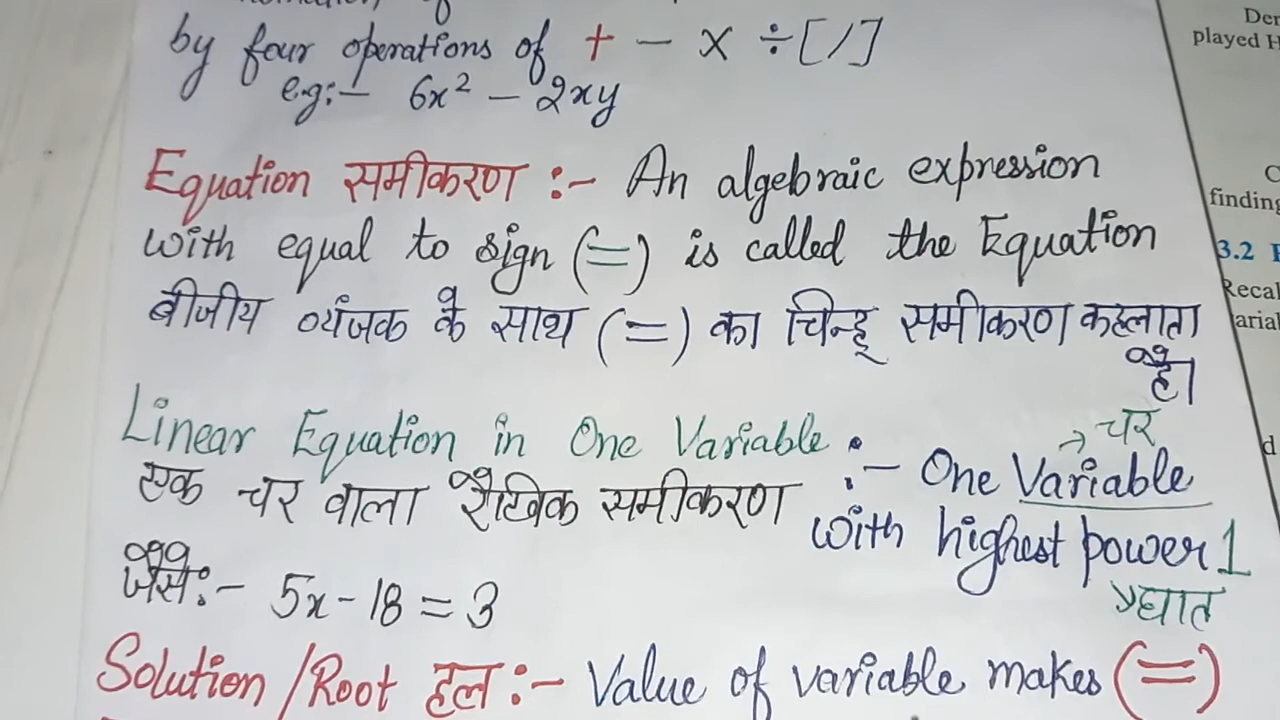 by four operations of + − × ÷ [/]
e.g:- 6x² − 2xy
Equation समीकरण :- An algebraic expression
with equal to sign (=) is called the Equation
बीजीय व्यंजक के साथ (=) का चिन्ह् समीकरण कहलाता
है।
Linear Equation in One Variable :- One Variable → चर
एक चर वाला रैखिक समीकरण with highest power 1
→ घात
जैसे:- 5x - 18 = 3
Solution / Root हल :- Value of variable makes (=)
played H
finding
3.2
Recal